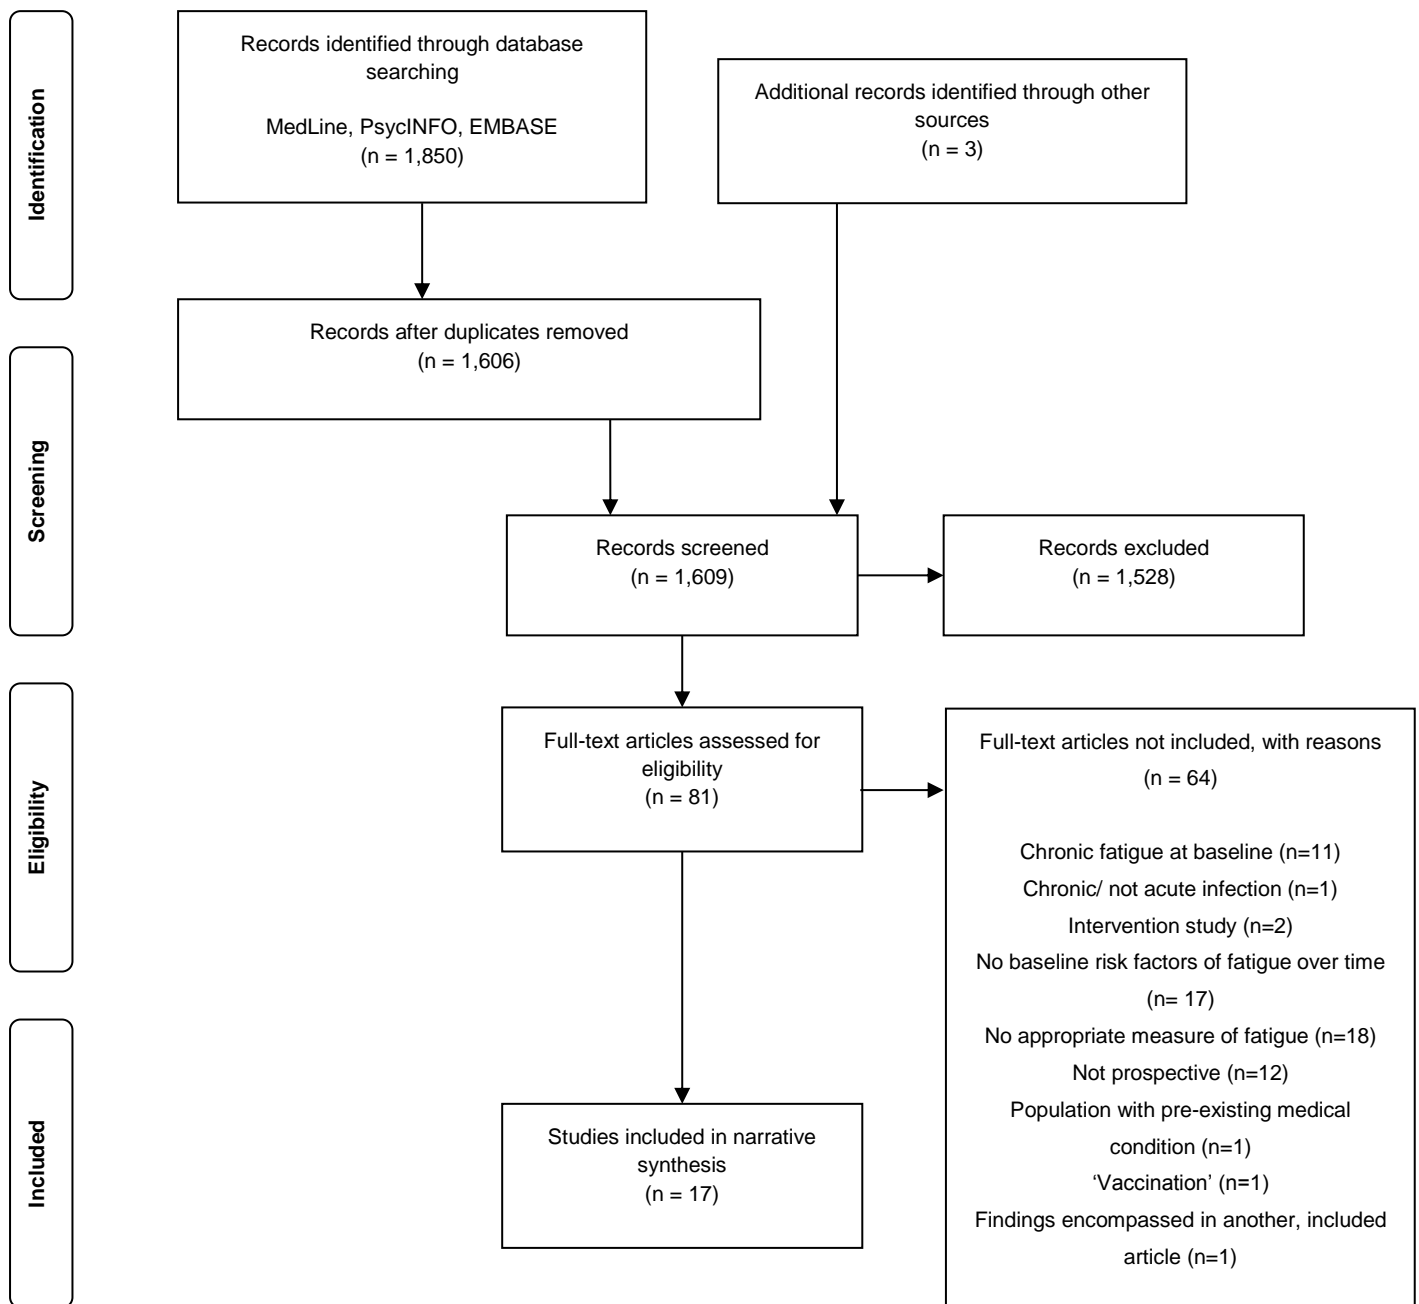 Identification
Records identified through database
searching
MedLine, PsycINFO, EMBASE
(n = 1,850)
Additional records identified through other
sources
(n = 3)
Records after duplicates removed
(n = 1,606)
Screening
Records screened
(n = 1,609)
Records excluded
(n = 1,528)
Eligibility
Full-text articles assessed for
eligibility
(n = 81)
Full-text articles not included, with reasons
(n = 64)
Chronic fatigue at baseline (n=11)
Chronic/ not acute infection (n=1)
Intervention study (n=2)
No baseline risk factors of fatigue over time
(n= 17)
No appropriate measure of fatigue (n=18)
Not prospective (n=12)
Population with pre-existing medical
condition (n=1)
‘Vaccination’ (n=1)
Findings encompassed in another, included
article (n=1)
Included
Studies included in narrative
synthesis
(n = 17)